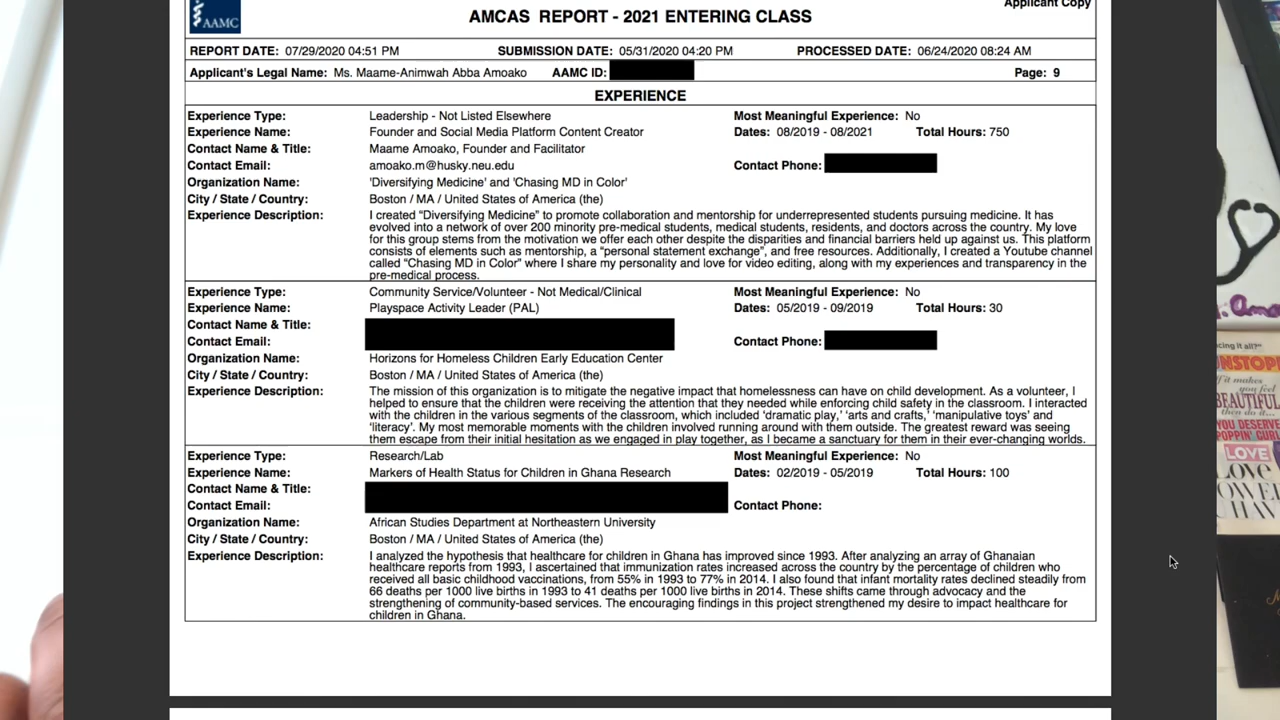 Applicant Copy
AAMC
AMCAS REPORT - 2021 ENTERING CLASS
REPORT DATE: 07/29/2020 04:51 PM SUBMISSION DATE: 05/31/2020 04:20 PM PROCESSED DATE: 06/24/2020 08:24 AM
Applicant's Legal Name: Ms. Maame-Animwah Abba Amoako AAMC ID: Page: 9
EXPERIENCE
Experience Type: Leadership - Not Listed Elsewhere Most Meaningful Experience: No
Experience Name: Founder and Social Media Platform Content Creator Dates: 08/2019 - 08/2021 Total Hours: 750
Contact Name & Title: Maame Amoako, Founder and Facilitator
Contact Email: amoako.m@husky.neu.edu Contact Phone:
Organization Name: 'Diversifying Medicine' and 'Chasing MD in Color'
City / State / Country: Boston / MA / United States of America (the)
Experience Description: I created “Diversifying Medicine” to promote collaboration and mentorship for underrepresented students pursuing medicine. It has
evolved into a network of over 200 minority pre-medical students, medical students, residents, and doctors across the country. My love
for this group stems from the motivation we offer each other despite the disparities and financial barriers held up against us. This platform
consists of elements such as mentorship, a “personal statement exchange”, and free resources. Additionally, I created a Youtube channel
called “Chasing MD in Color” where I share my personality and love for video editing, along with my experiences and transparency in the
pre-medical process.
Experience Type: Community Service/Volunteer - Not Medical/Clinical Most Meaningful Experience: No
Experience Name: Playspace Activity Leader (PAL) Dates: 05/2019 - 09/2019 Total Hours: 30
Contact Name & Title:
Contact Email: Contact Phone:
Organization Name: Horizons for Homeless Children Early Education Center
City / State / Country: Boston / MA / United States of America (the)
Experience Description: The mission of this organization is to mitigate the negative impact that homelessness can have on child development. As a volunteer, I
helped to ensure that the children were receiving the attention that they needed while enforcing child safety in the classroom. I interacted
with the children in the various segments of the classroom, which included ‘dramatic play,’ ‘arts and crafts,’ ‘manipulative toys’ and
‘literacy’. My most memorable moments with the children involved running around with them outside. The greatest reward was seeing
them escape from their initial hesitation as we engaged in play together, as I became a sanctuary for them in their ever-changing worlds.
Experience Type: Research/Lab Most Meaningful Experience: No
Experience Name: Markers of Health Status for Children in Ghana Research Dates: 02/2019 - 05/2019 Total Hours: 100
Contact Name & Title:
Contact Email: Contact Phone:
Organization Name: African Studies Department at Northeastern University
City / State / Country: Boston / MA / United States of America (the)
Experience Description: I analyzed the hypothesis that healthcare for children in Ghana has improved since 1993. After analyzing an array of Ghanaian
healthcare reports from 1993, I ascertained that immunization rates increased across the country by the percentage of children who
received all basic childhood vaccinations, from 55% in 1993 to 77% in 2014. I also found that infant mortality rates declined steadily from
66 deaths per 1000 live births in 1993 to 41 deaths per 1000 live births in 2014. These shifts came through advocacy and the
strengthening of community-based services. The encouraging findings in this project strengthened my desire to impact healthcare for
children in Ghana.
it all?"
If it makes
you feel
BEAUTIFUL
then do it...
YOU DESERVE
LOVE